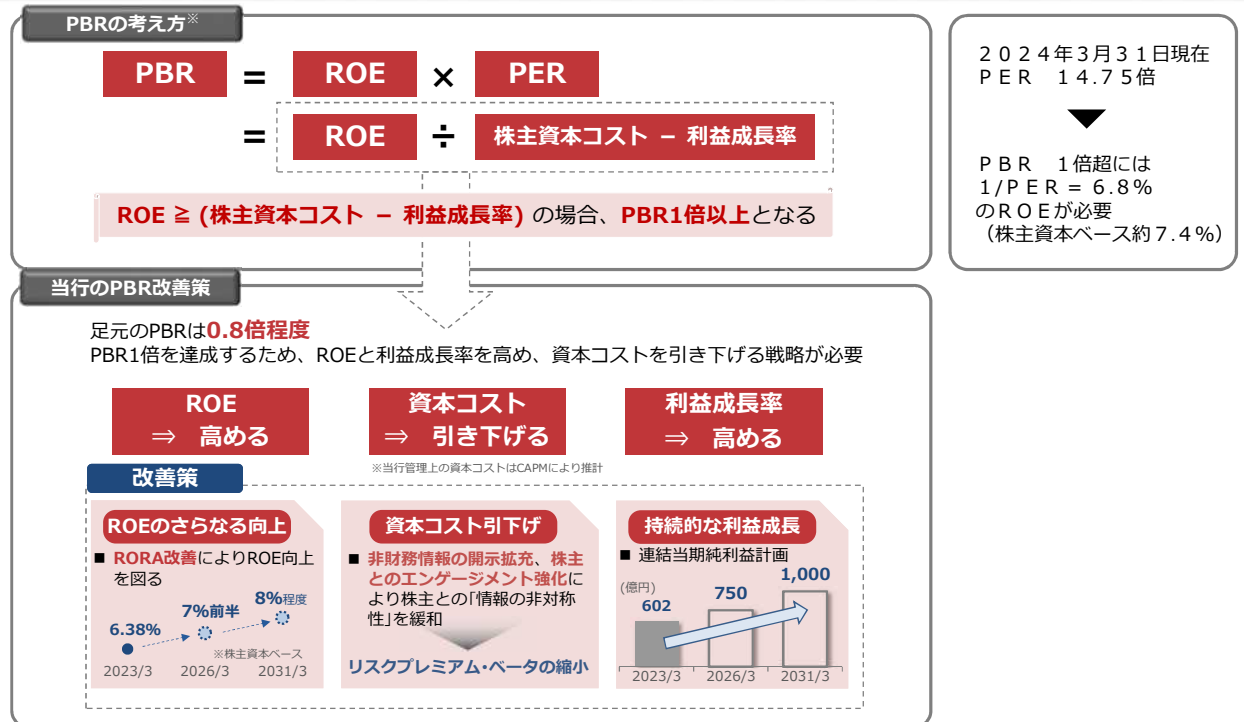 PBRの考え方※
PBR = ROE × PER
= ROE ÷ 株主資本コスト − 利益成長率
ROE ≧ (株主資本コスト − 利益成長率) の場合、PBR1倍以上となる
２０２４年３月３１日現在
ＰＥＲ　１４.７５倍
ＰＢＲ　１倍超には
１/ＰＥＲ＝６.８％
のＲＯＥが必要
（株主資本ベース約７.４％）
当行のPBR改善策
足元のPBRは0.8倍程度
PBR1倍を達成するため、ROEと利益成長率を高め、資本コストを引き下げる戦略が必要
ROE
⇒ 高める
資本コスト
⇒ 引き下げる
利益成長率
⇒ 高める
※当行管理上の資本コストはCAPMにより推計
改善策
ROEのさらなる向上
■ RORA改善によりROE向上
を図る
6.38%
7%前半
8%程度
※株主資本ベース
2023/3 2026/3 2031/3
資本コスト引下げ
■ 非財務情報の開示拡充、株主
とのエンゲージメント強化に
より株主との「情報の非対称
性」を緩和
リスクプレミアム･ベータの縮小
持続的な利益成長
■ 連結当期純利益計画
(億円)
602
750
1,000
2023/3 2026/3 2031/3